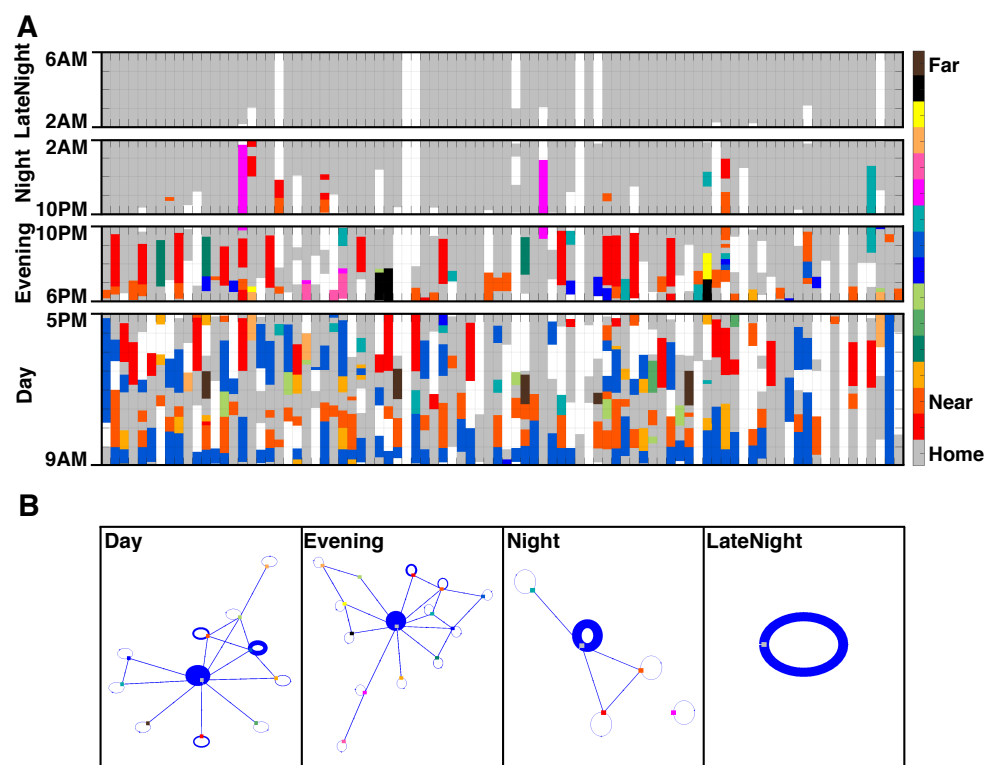 A
LateNight
6AM
2AM
Night
2AM
10PM
Evening
10PM
6PM
Day
5PM
9AM
Far
Near
Home
B
Day
Evening
Night
LateNight